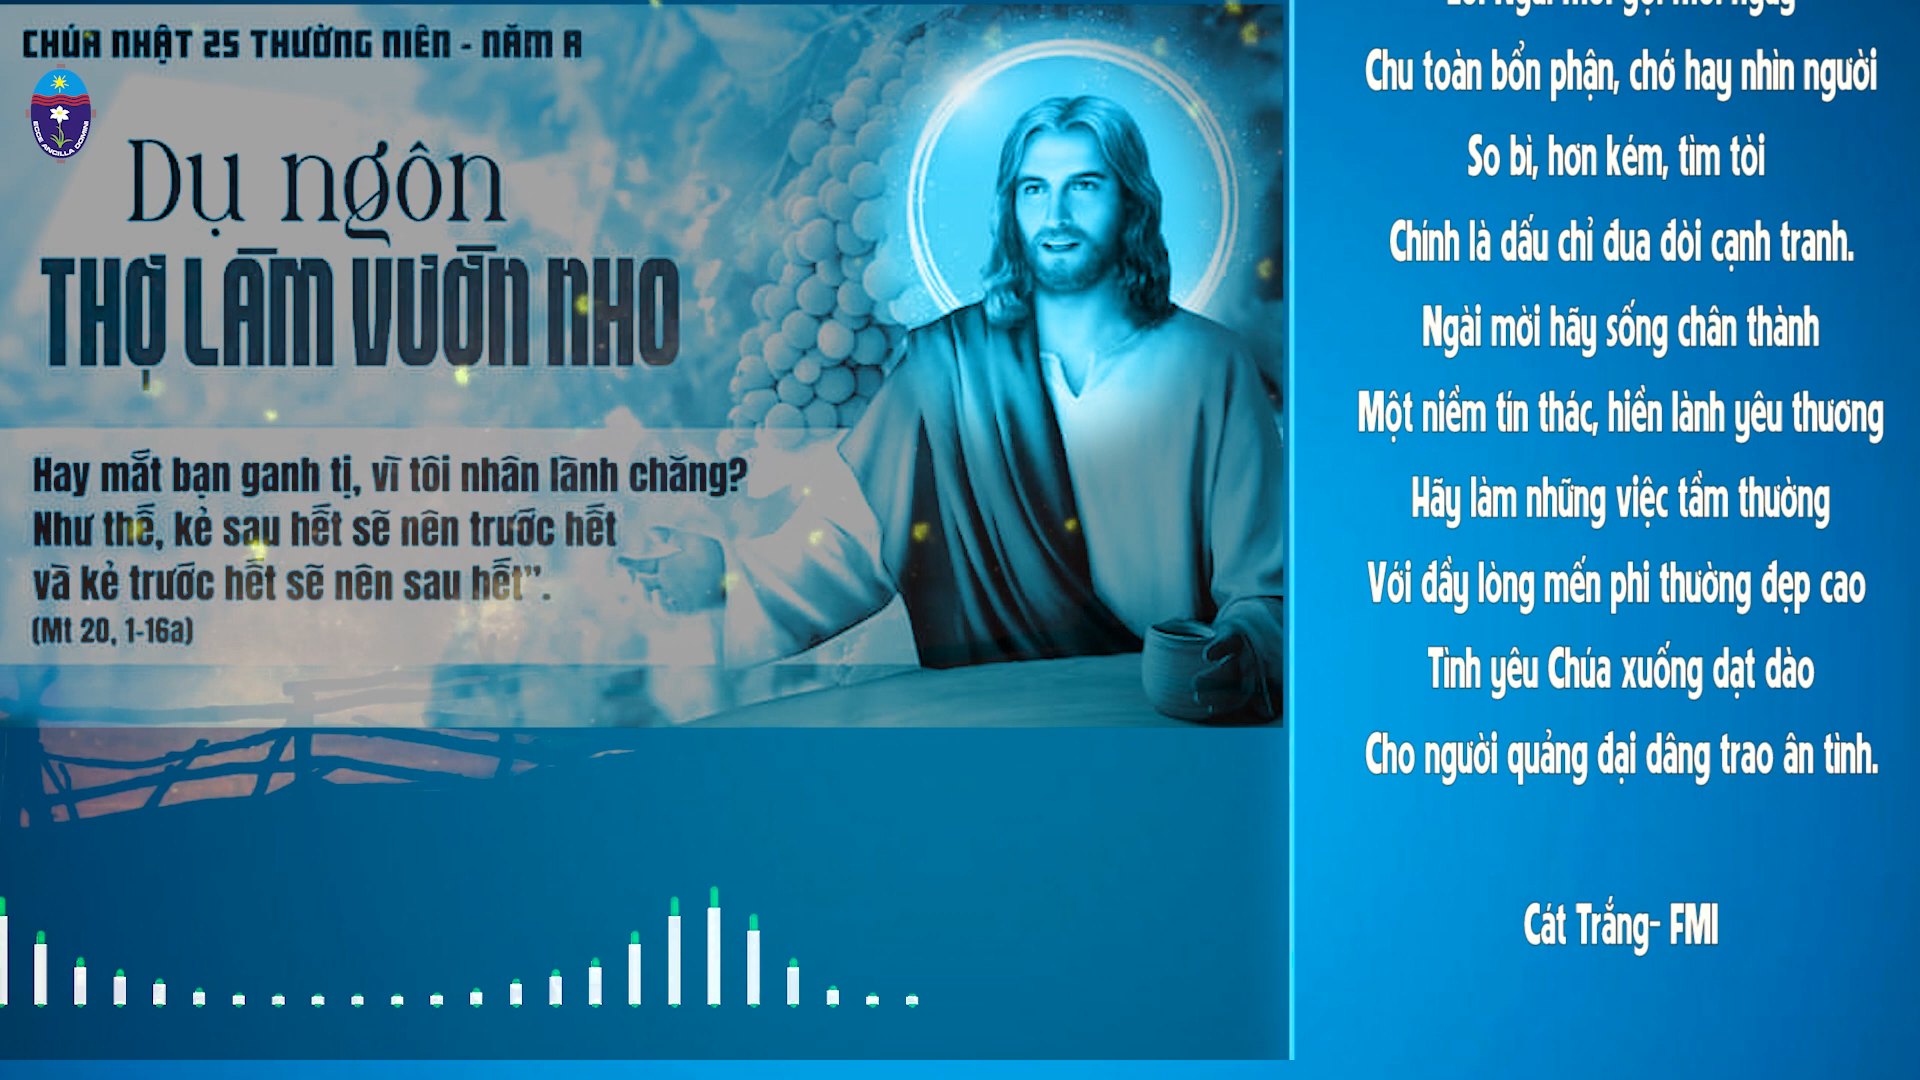 CHÚA NHẬT 25 THƯỜNG NIÊN - NĂM A
ECCE ANCILLA DOMINI
Dụ ngôn
THỢ LÀM VƯỜN NHO
Hay mắt bạn ganh tị, vì tôi nhân lành chăng?
Như thế, kẻ sau hết sẽ nên trước hết
và kẻ trước hết sẽ nên sau hết”.
(Mt 20, 1-16a)
Chu toàn bổn phận, chớ hay nhìn người
So bì, hơn kém, tìm tòi
Chính là dấu chỉ đua đòi cạnh tranh.
Ngài mời hãy sống chân thành
Một niềm tín thác, hiền lành yêu thương
Hãy làm những việc tầm thường
Với đầy lòng mến phi thường đẹp cao
Tình yêu Chúa xuống dạt dào
Cho người quảng đại dâng trao ân tình.
Cát Trắng- FMI